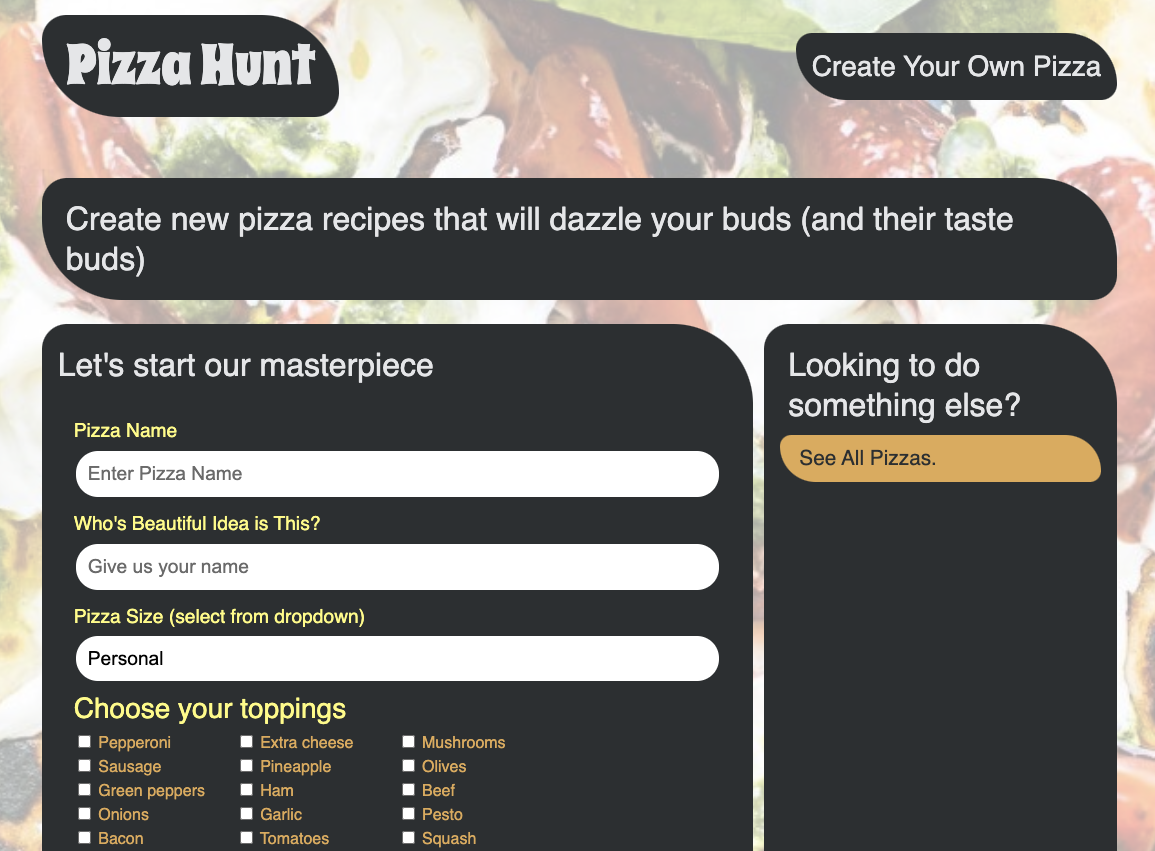 Pizza Hunt
Create Your Own Pizza
Create new pizza recipes that will dazzle your buds (and their taste
buds)
Let's start our masterpiece
Pizza Name
Enter Pizza Name
Who's Beautiful Idea is This?
Give us your name
Pizza Size (select from dropdown)
Personal
Choose your toppings
Pepperoni Extra cheese Mushrooms
Sausage Pineapple Olives
Green peppers Ham Beef
Onions Garlic Pesto
Bacon Tomatoes Squash
Looking to do
something else?
See All Pizzas.